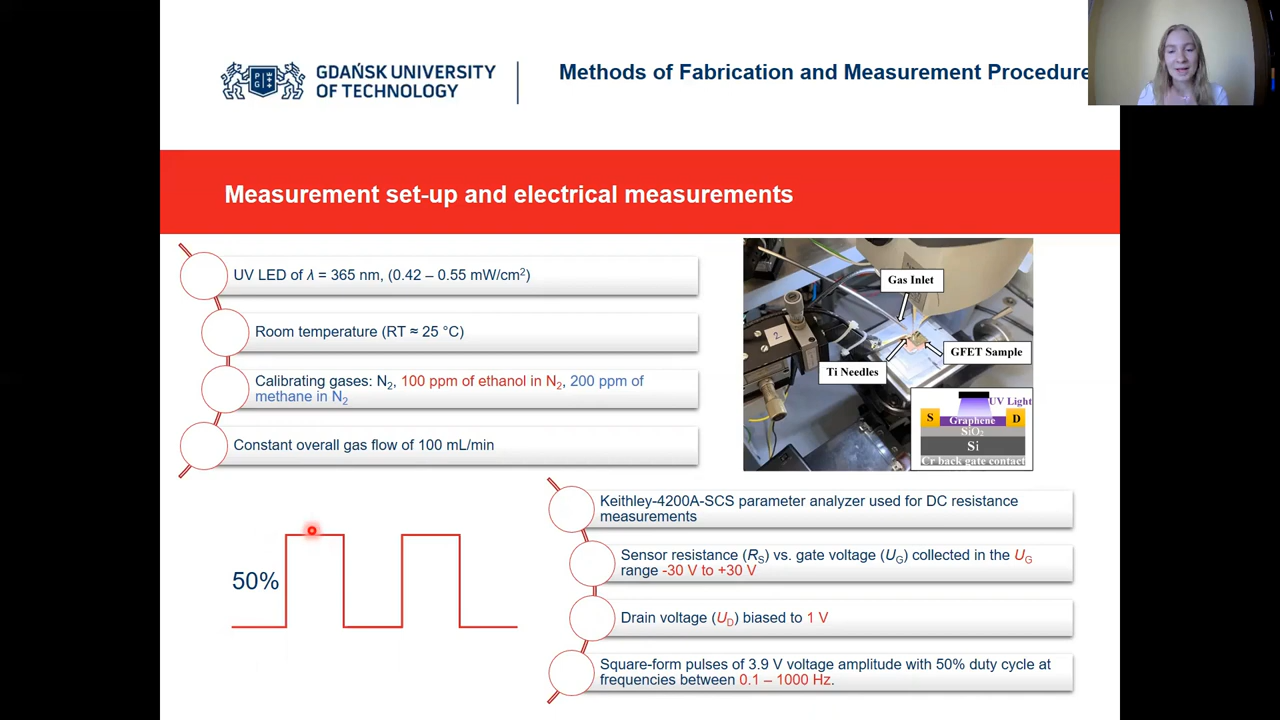 GDAŃSK UNIVERSITY
OF TECHNOLOGY
Methods of Fabrication and Measurement Procedure
Measurement set-up and electrical measurements
UV LED of λ = 365 nm, (0.42 – 0.55 mW/cm²)
Room temperature (RT ≈ 25 °C)
Calibrating gases: N₂, 100 ppm of ethanol in N₂, 200 ppm of
methane in N₂
Constant overall gas flow of 100 mL/min
2
Gas Inlet
GFET Sample
Ti Needles
UV Light
S
Graphene
D
SiO₂
Si
Cr back gate contact
50%
Keithley-4200A-SCS parameter analyzer used for DC resistance
measurements
Sensor resistance (R_S) vs. gate voltage (U_G) collected in the U_G
range -30 V to +30 V
Drain voltage (U_D) biased to 1 V
Square-form pulses of 3.9 V voltage amplitude with 50% duty cycle at
frequencies between 0.1 – 1000 Hz.